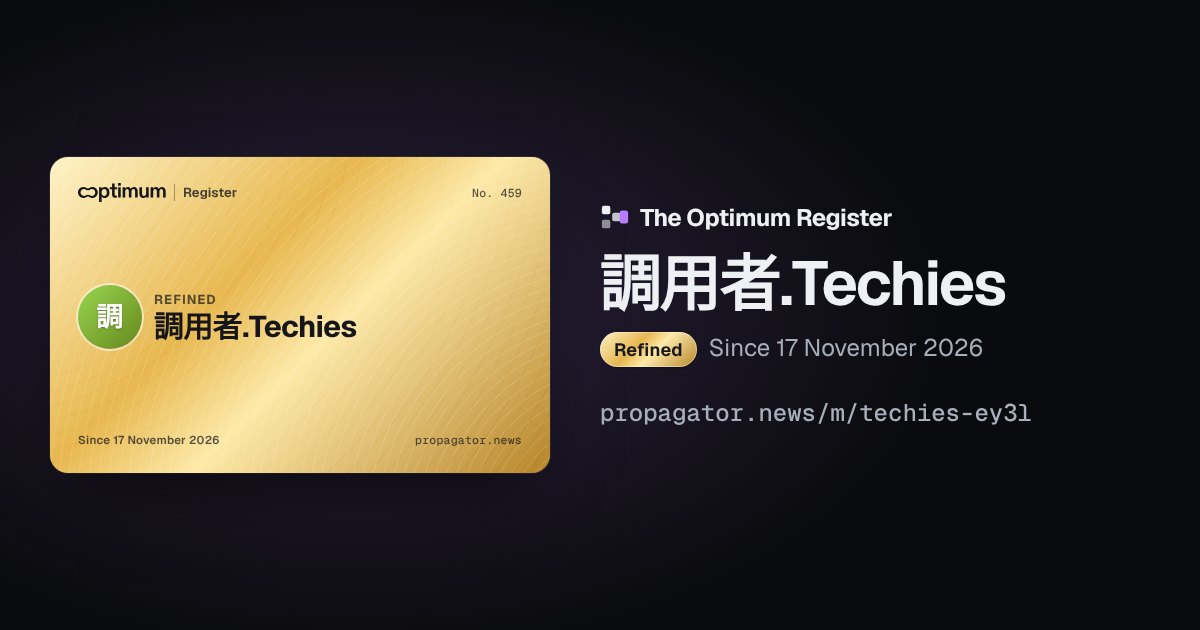 optimum | Register
No. 459
調
REFINED
調用者.Techies
Since 17 November 2026
propagator.news
The Optimum Register
調用者.Techies
Refined
Since 17 November 2026
propagator.news/m/techies-ey3l